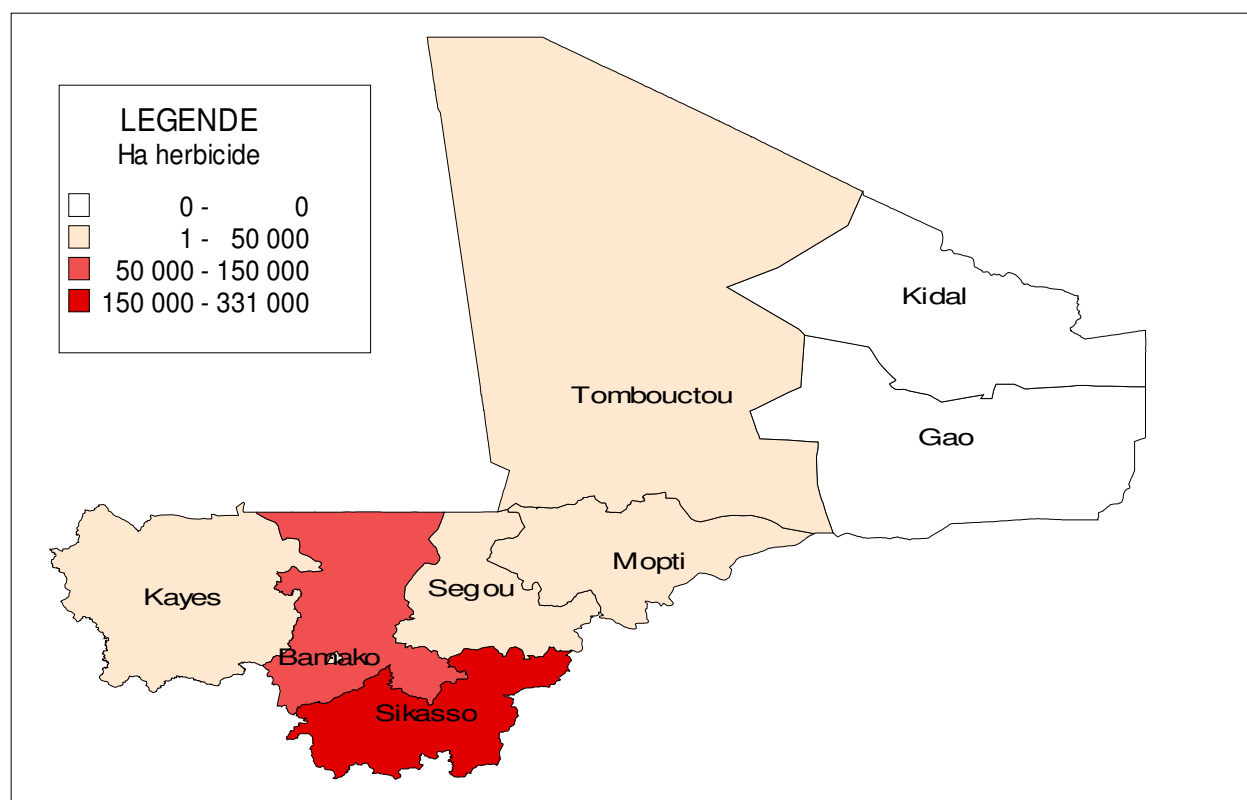 LEGENDE
Ha herbicide
0 - 0
1 - 50 000
50 000 - 150 000
150 000 - 331 000
Kidal
Tombouctou
Gao
Mopti
Segou
Kayes
Bamako
Sikasso